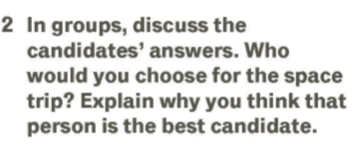 2 In groups, discuss the
candidates’ answers. Who
would you choose for the space
trip? Explain why you think that
person is the best candidate.